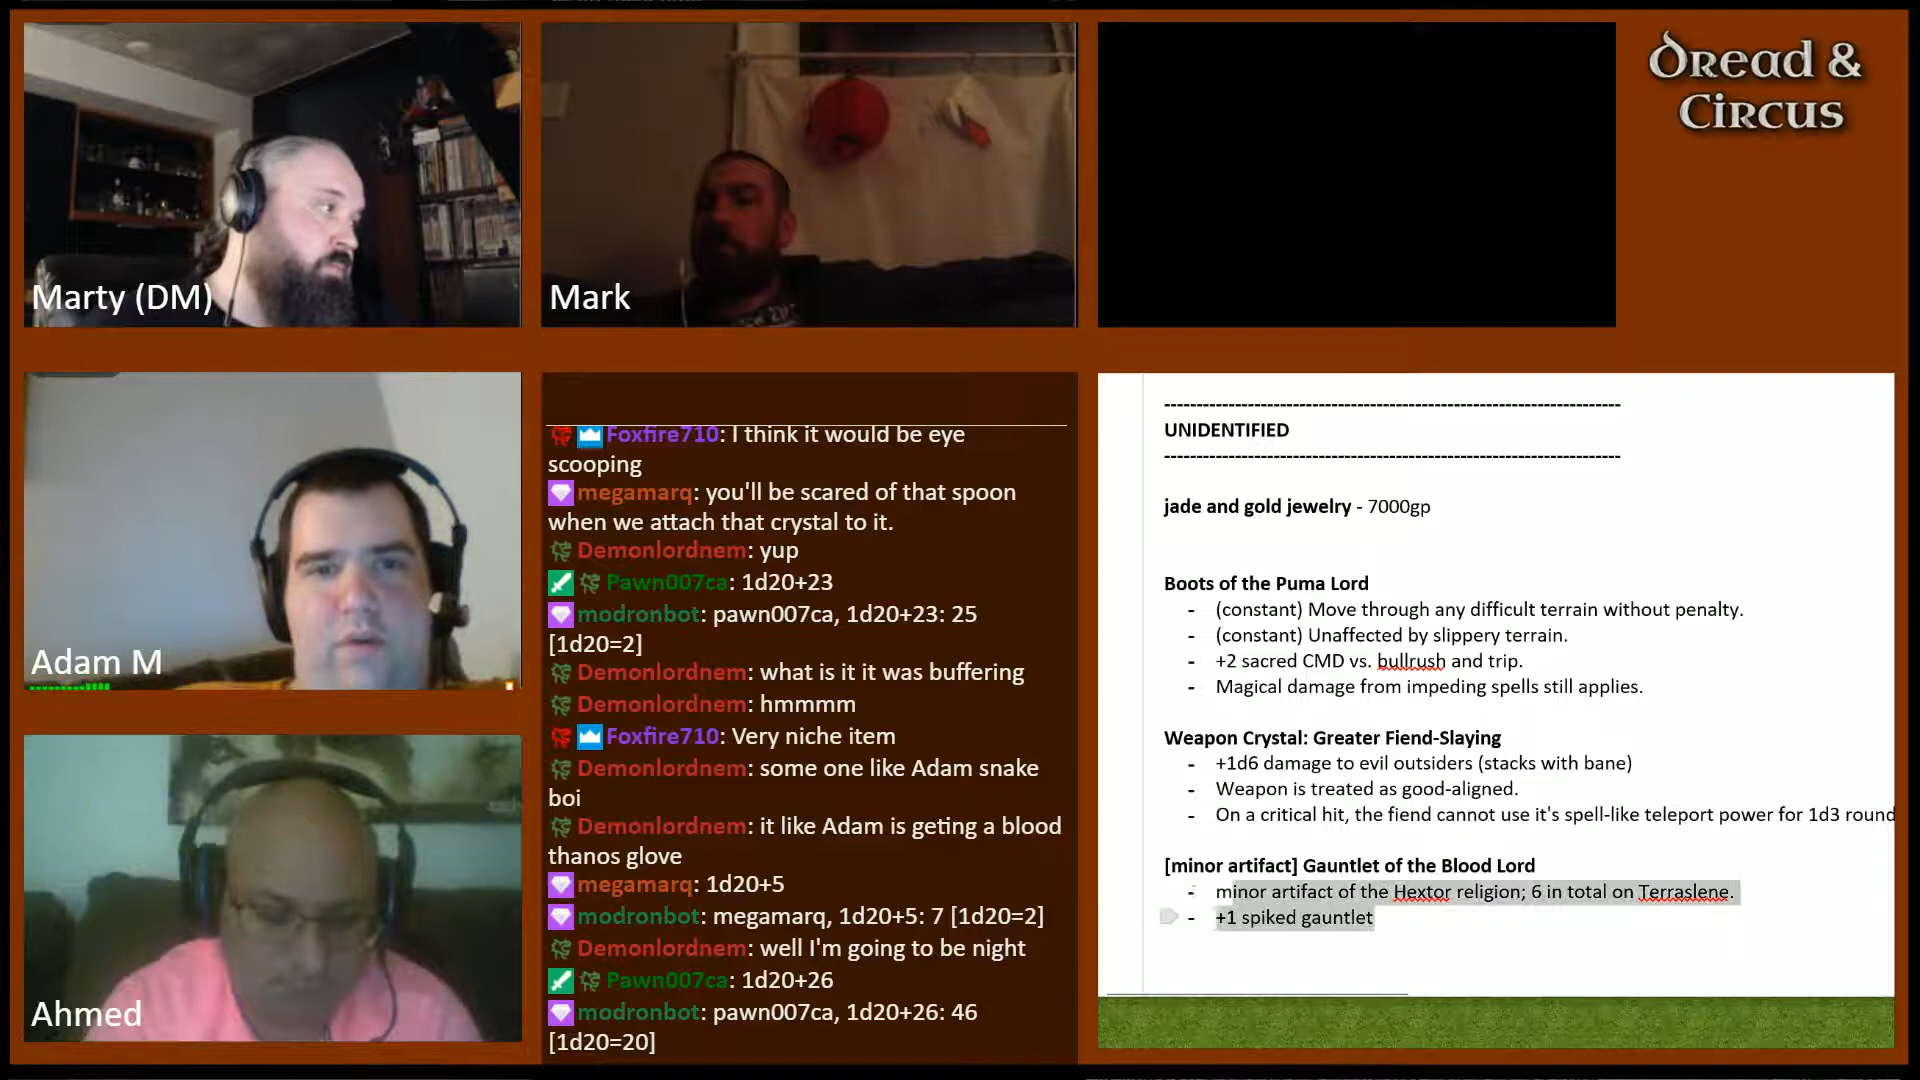 Dread &
Circus
Marty (DM)
Mark
Adam M
Ahmed
Foxfire710: I think it would be eye
scooping
megamarq: you'll be scared of that spoon
when we attach that crystal to it.
Demonlordnem: yup
Pawn007ca: 1d20+23
modronbot: pawn007ca, 1d20+23: 25
[1d20=2]
Demonlordnem: what is it it was buffering
Demonlordnem: hmmmm
Foxfire710: Very niche item
Demonlordnem: some one like Adam snake
boi
Demonlordnem: it like Adam is geting a blood
thanos glove
megamarq: 1d20+5
modronbot: megamarq, 1d20+5: 7 [1d20=2]
Demonlordnem: well I'm going to be night
Pawn007ca: 1d20+26
modronbot: pawn007ca, 1d20+26: 46
[1d20=20]
----------------------------------------------------------------------
UNIDENTIFIED
----------------------------------------------------------------------
jade and gold jewelry - 7000gp
Boots of the Puma Lord
- (constant) Move through any difficult terrain without penalty.
- (constant) Unaffected by slippery terrain.
- +2 sacred CMD vs. bullrush and trip.
- Magical damage from impeding spells still applies.
Weapon Crystal: Greater Fiend-Slaying
- +1d6 damage to evil outsiders (stacks with bane)
- Weapon is treated as good-aligned.
- On a critical hit, the fiend cannot use it's spell-like teleport power for 1d3 round
[minor artifact] Gauntlet of the Blood Lord
- minor artifact of the Hextor religion; 6 in total on Terraslene.
- +1 spiked gauntlet